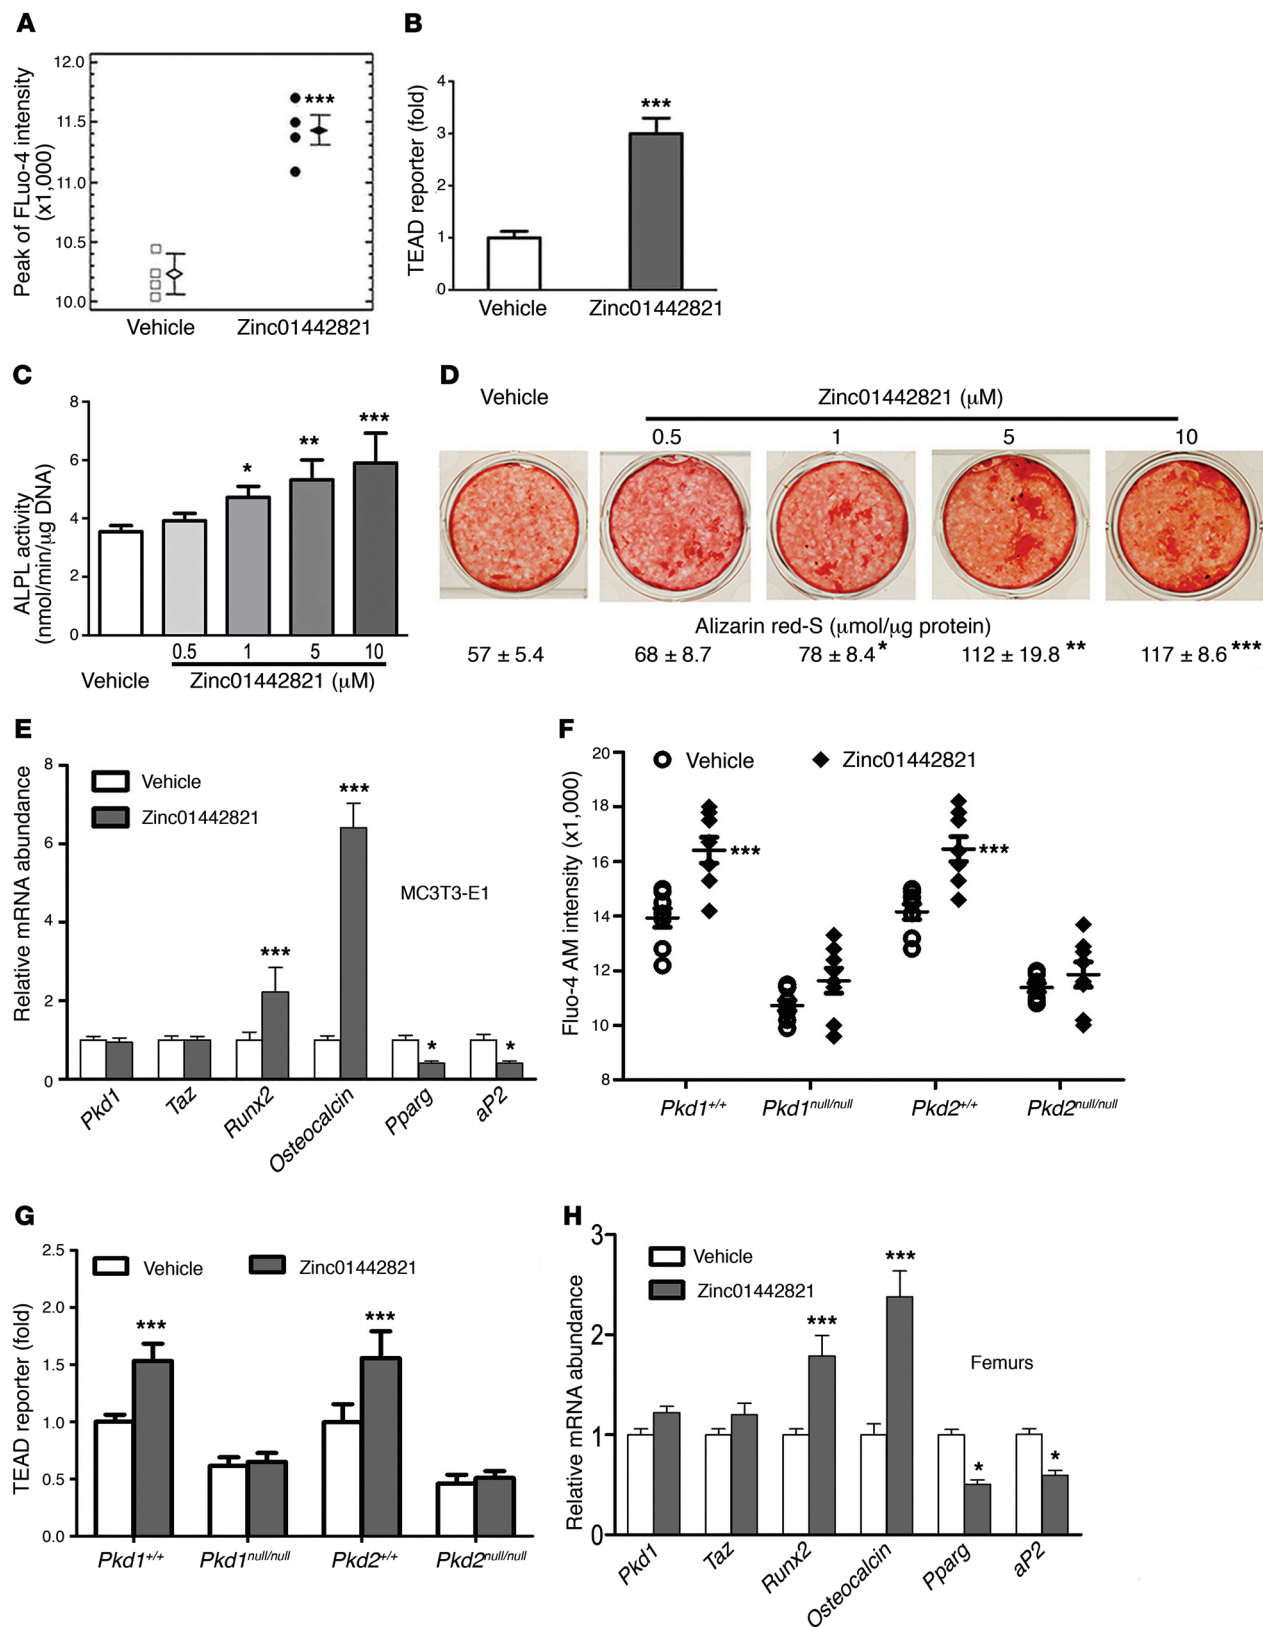 A
Peak of FLuo-4 intensity
(x1,000)
12.0
11.5
11.0
10.5
10.0
***
Vehicle
Zinc01442821
B
TEAD reporter (fold)
4
3
2
1
0
***
Vehicle
Zinc01442821
C
ALPL activity
(nmol/min/μg DNA)
8
6
4
2
0
*
**
***
0.5 1 5 10
Vehicle
Zinc01442821 (μM)
D
Vehicle
Zinc01442821 (μM)
0.5 1 5 10
Alizarin red-S (μmol/μg protein)
57 ± 5.4 68 ± 8.7 78 ± 8.4* 112 ± 19.8 ** 117 ± 8.6***
E
Relative mRNA abundance
8
6
4
2
0
Vehicle
Zinc01442821
***
***
*
*
MC3T3-E1
Pkd1 Taz Runx2 Osteocalcin Pparg aP2
F
Fluo-4 AM intensity (x1,000)
20
18
16
14
12
10
8
Vehicle
Zinc01442821
***
***
Pkd1+/+ Pkd1null/null Pkd2+/+ Pkd2null/null
G
TEAD reporter (fold)
2.5
2.0
1.5
1.0
0.5
0.0
Vehicle
Zinc01442821
***
***
Pkd1+/+ Pkd1null/null Pkd2+/+ Pkd2null/null
H
Relative mRNA abundance
3
2
1
0
Vehicle
Zinc01442821
***
***
*
*
Femurs
Pkd1 Taz Runx2 Osteocalcin Pparg aP2